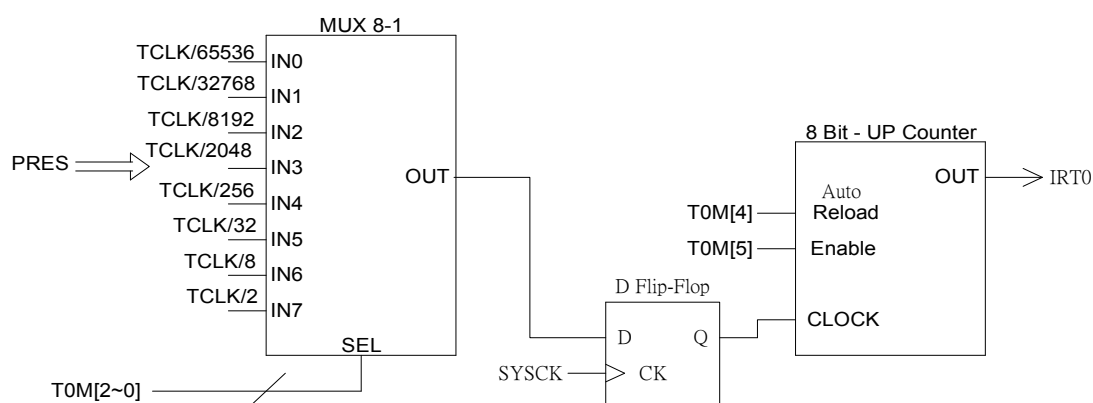 MUX 8-1
TCLK/65536
IN0
TCLK/32768
IN1
TCLK/8192
IN2
PRES
TCLK/2048
IN3
TCLK/256
IN4
TCLK/32
IN5
TCLK/8
IN6
TCLK/2
IN7
OUT
SEL
T0M[2~0]
D Flip-Flop
D
Q
SYSCK
CK
8 Bit - UP Counter
OUT
IRT0
T0M[4]
Auto
Reload
T0M[5]
Enable
CLOCK